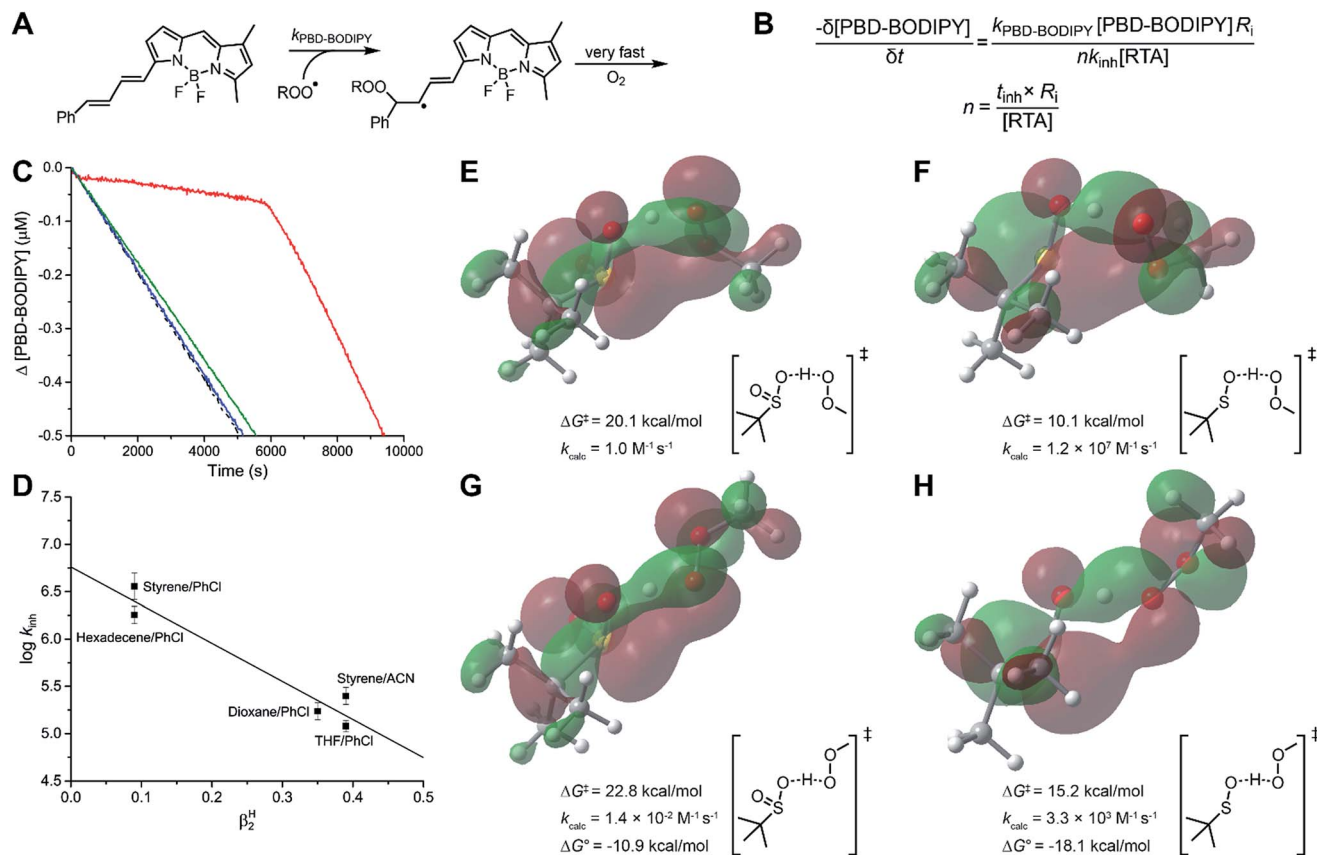 A
k_PBD-BODIPY
ROO•
very fast
O2
N
N
B
F
F
Ph
ROO
•
Ph
N
N
B
F
F
B
-δ[PBD-BODIPY] / δt = k_PBD-BODIPY [PBD-BODIPY] R_i / n k_inh [RTA]
n = t_inh × R_i / [RTA]
C
Δ [PBD-BODIPY] (μM)
0.0
-0.1
-0.2
-0.3
-0.4
-0.5
0 2000 4000 6000 8000 10000
Time (s)
D
log k_inh
7.5
7.0
6.5
6.0
5.5
5.0
4.5
Styrene/PhCl
Hexadecene/PhCl
Styrene/ACN
Dioxane/PhCl
THF/PhCl
0.0 0.1 0.2 0.3 0.4 0.5
β₂ᴴ
E
ΔG‡ = 20.1 kcal/mol
k_calc = 1.0 M⁻¹ s⁻¹
O S O--H--O O ‡
F
ΔG‡ = 10.1 kcal/mol
k_calc = 1.2 × 10⁷ M⁻¹ s⁻¹
S O--H--O O ‡
G
ΔG‡ = 22.8 kcal/mol
k_calc = 1.4 × 10⁻² M⁻¹ s⁻¹
ΔG° = -10.9 kcal/mol
O S O--H--O O ‡
H
ΔG‡ = 15.2 kcal/mol
k_calc = 3.3 × 10³ M⁻¹ s⁻¹
ΔG° = -18.1 kcal/mol
S O--H--O O ‡